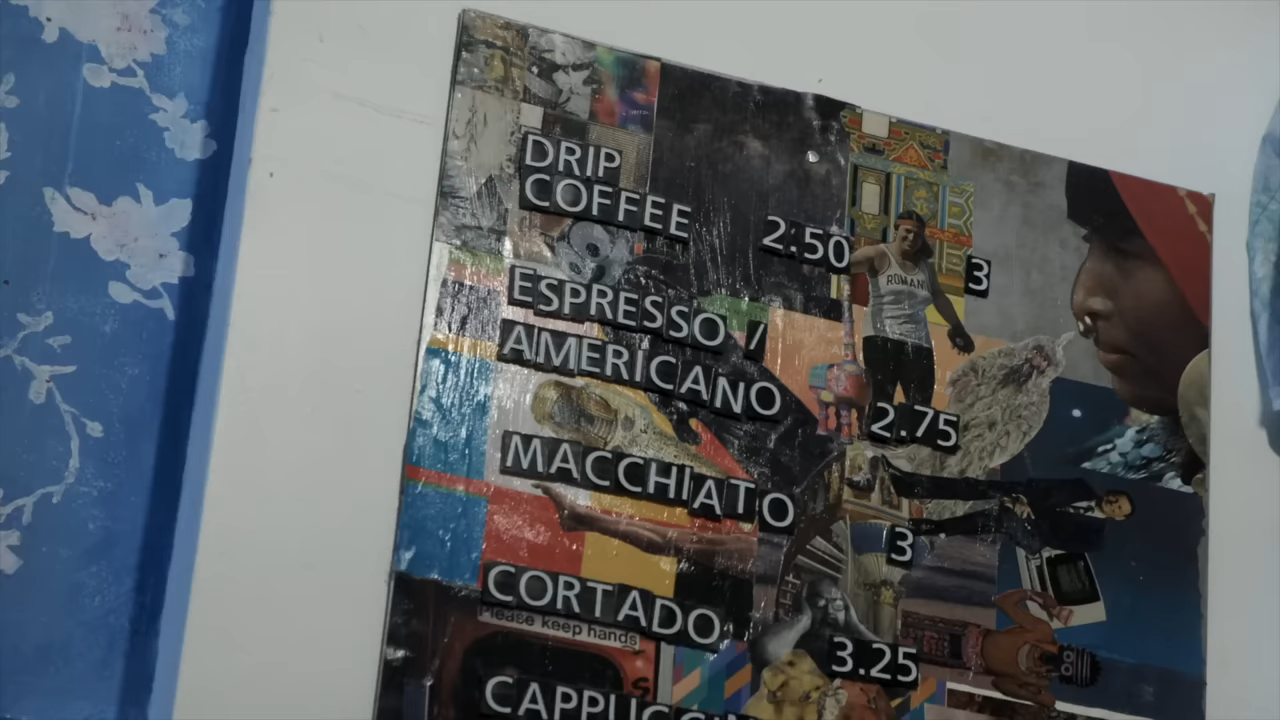 DRIP
COFFEE 2.50 3
ROMAN
ESPRESSO /
AMERICANO 2.75
MACCHIATO 3
CORTADO 3.25
Please keep hands